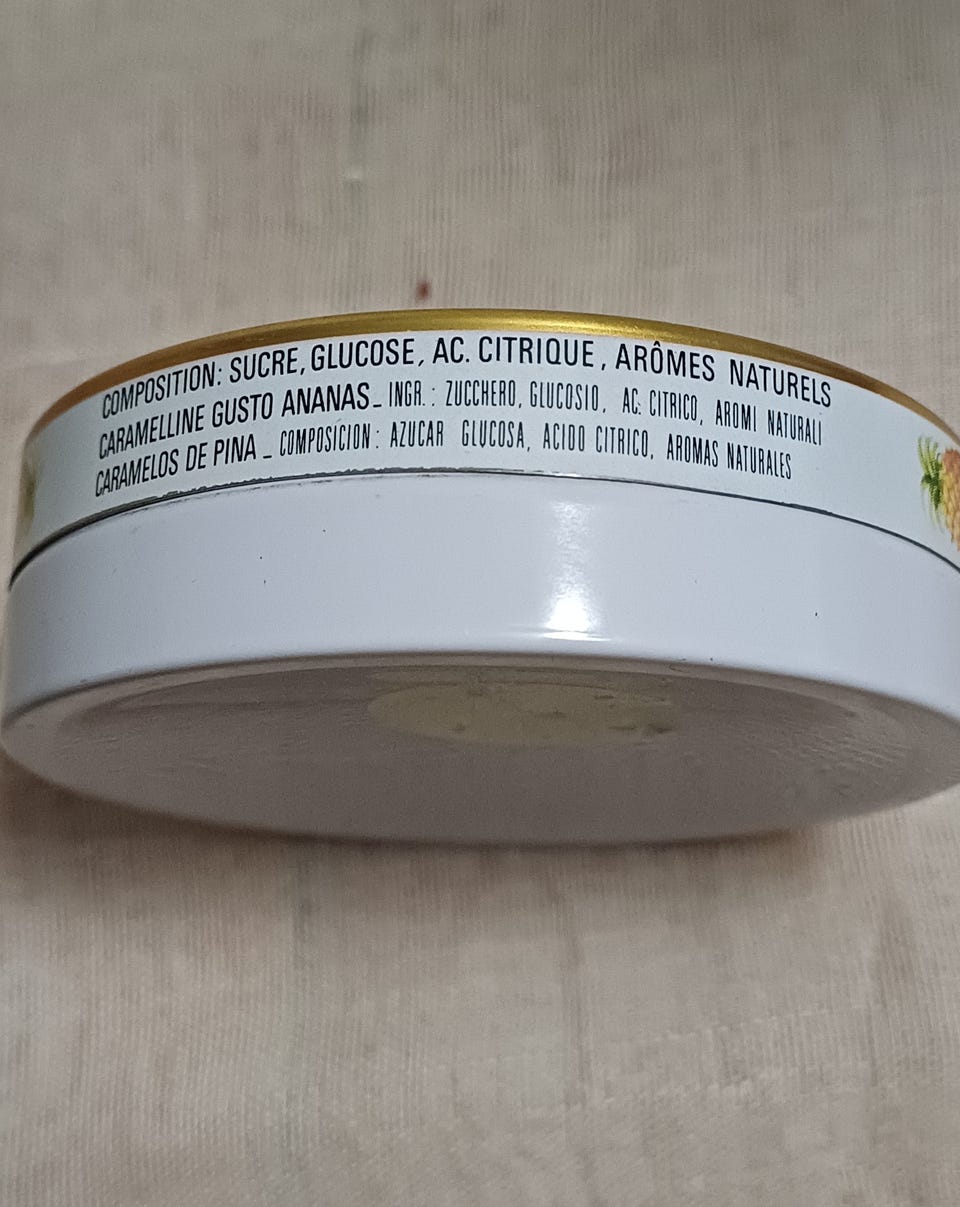 COMPOSITION: SUCRE, GLUCOSE, AC. CITRIQUE, ARÔMES NATURELS
CARAMELLINE GUSTO ANANAS_ INGR.: ZUCCHERO, GLUCOSIO, AC. CITRICO, AROMI NATURALI
CARAMELOS DE PINA _ COMPOSICION: AZUCAR GLUCOSA, ACIDO CITRICO, AROMAS NATURALES